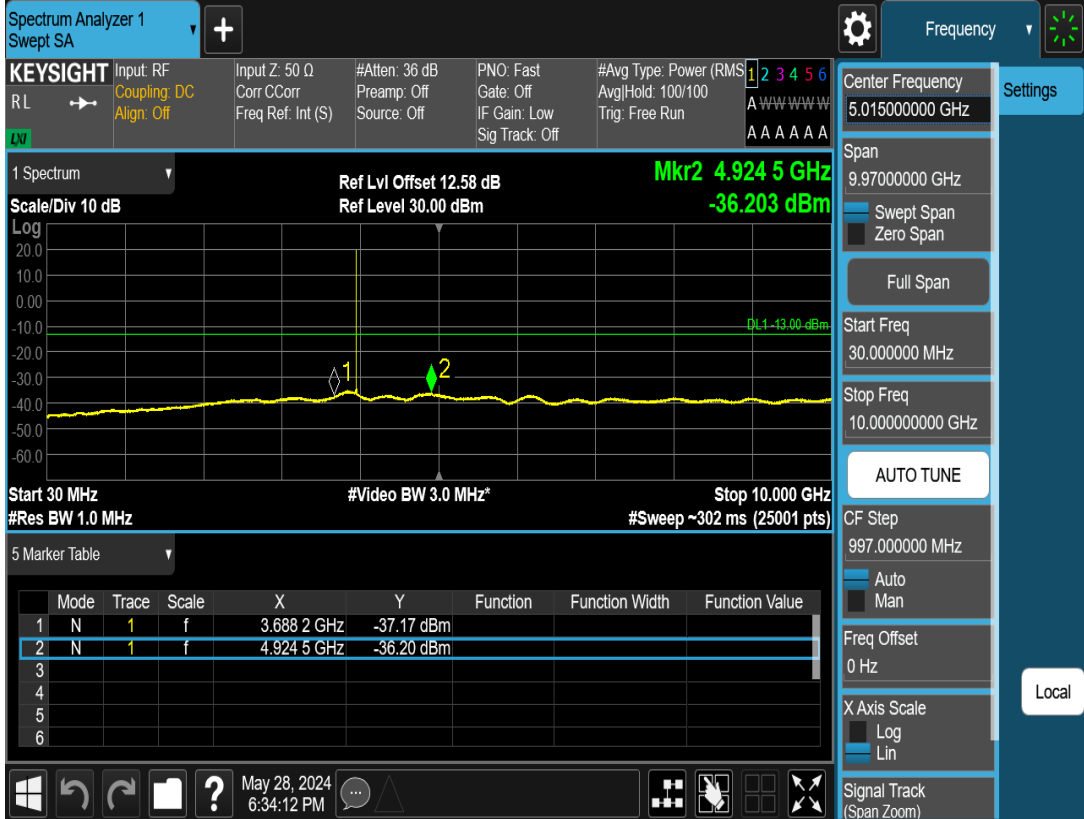 Spectrum Analyzer 1
Swept SA
Frequency
KEYSIGHT
RL
LXI
Input: RF
Coupling: DC
Align: Off
Input Z: 50 Ω
Corr CCorr
Freq Ref: Int (S)
#Atten: 36 dB
Preamp: Off
Source: Off
PNO: Fast
Gate: Off
IF Gain: Low
Sig Track: Off
#Avg Type: Power (RMS
Avg|Hold: 100/100
Trig: Free Run
1 2 3 4 5 6
A W W W W W
A A A A A A
1 Spectrum
Scale/Div 10 dB
Log
Ref Lvl Offset 12.58 dB
Ref Level 30.00 dBm
Mkr2 4.924 5 GHz
-36.203 dBm
20.0
10.0
0.00
-10.0
-20.0
-30.0
-40.0
-50.0
-60.0
DL1 -13.00 dBm
1
2
Start 30 MHz
#Video BW 3.0 MHz*
Stop 10.000 GHz
#Res BW 1.0 MHz
#Sweep ~302 ms (25001 pts)
5 Marker Table
Mode Trace Scale X Y Function Function Width Function Value
1 N 1 f 3.688 2 GHz -37.17 dBm
2 N 1 f 4.924 5 GHz -36.20 dBm
3
4
5
6
May 28, 2024
6:34:12 PM
Center Frequency
5.015000000 GHz
Settings
Span
9.97000000 GHz
Swept Span
Zero Span
Full Span
Start Freq
30.000000 MHz
Stop Freq
10.000000000 GHz
AUTO TUNE
CF Step
997.000000 MHz
Auto
Man
Freq Offset
0 Hz
X Axis Scale
Log
Lin
Local
Signal Track
(Span Zoom)